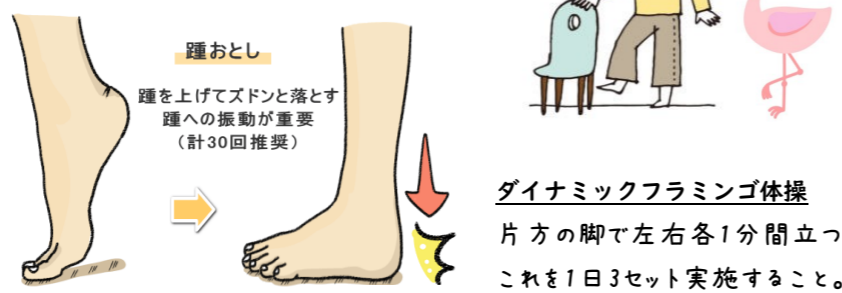 踵おとし
踵を上げてズドンと落とす
踵への振動が重要
（計30回推奨）
ダイナミックフラミンゴ体操
片方の脚で左右各1分間立つ
これを1日3セット実施すること。